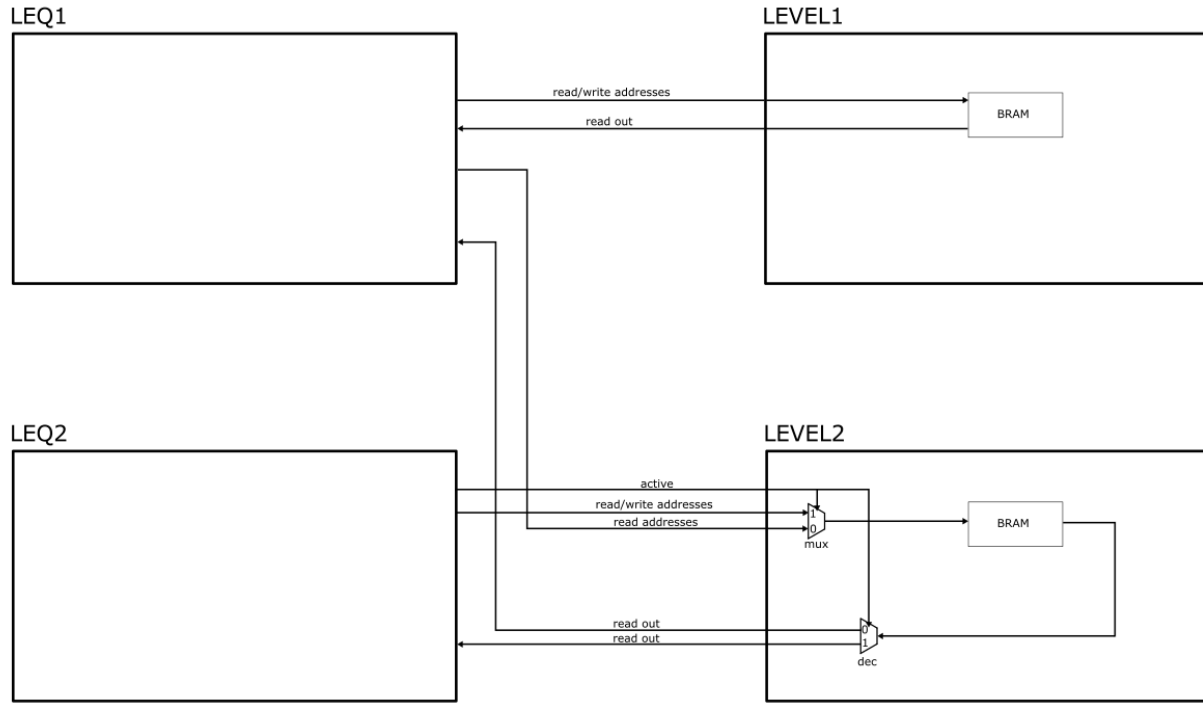 LEQ1
LEVEL1
read/write addresses
BRAM
read out
LEQ2
LEVEL2
active
read/write addresses
1
BRAM
read addresses
0
mux
read out
0
read out
1
dec